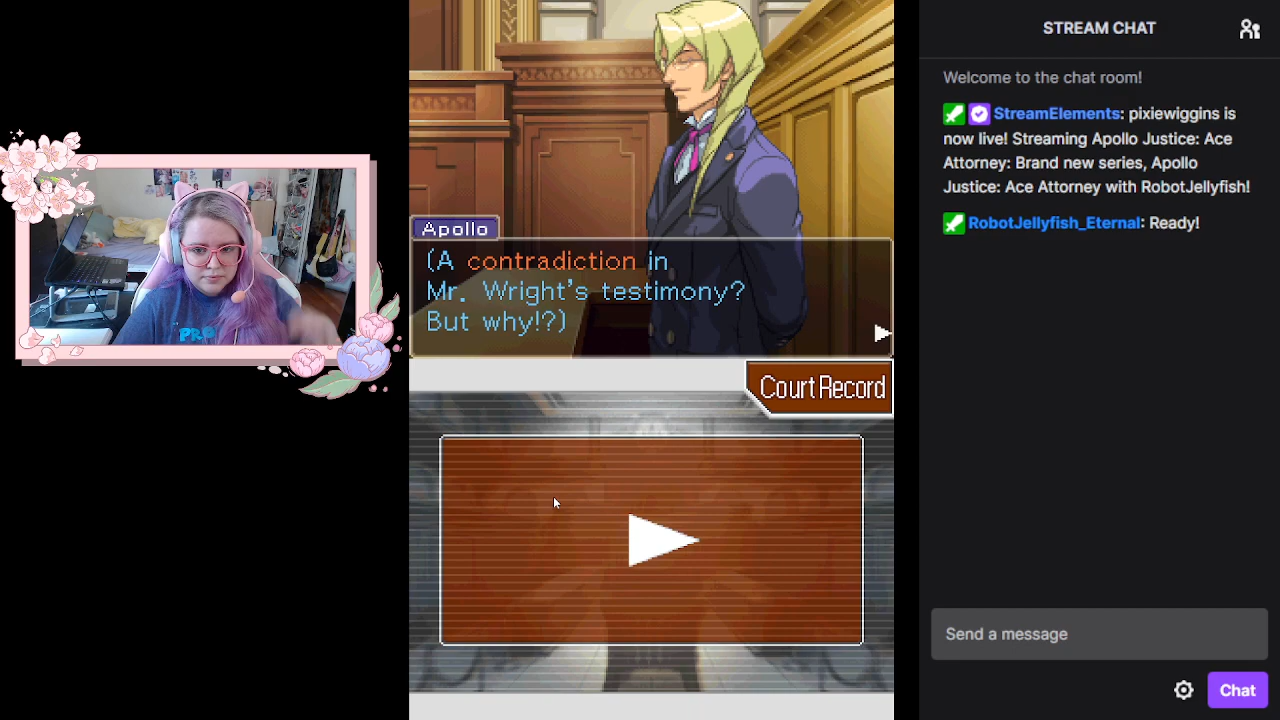 STREAM CHAT
Welcome to the chat room!
StreamElements: pixiewiggins is
now live! Streaming Apollo Justice: Ace
Attorney: Brand new series, Apollo
Justice: Ace Attorney with RobotJellyfish!
RobotJellyfish_Eternal: Ready!
Apollo
(A contradiction in
Mr. Wright's testimony?
But why!?)
Court Record
PRO
Send a message
Chat